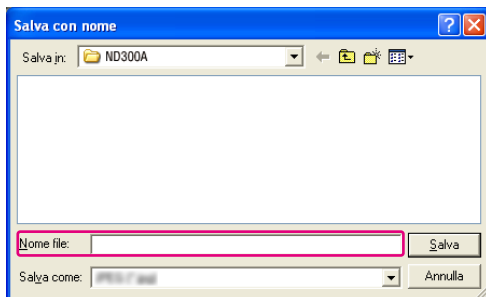 Salva con nome
Salva in: ND300A
Nome file: Salva
Salva come: Annulla